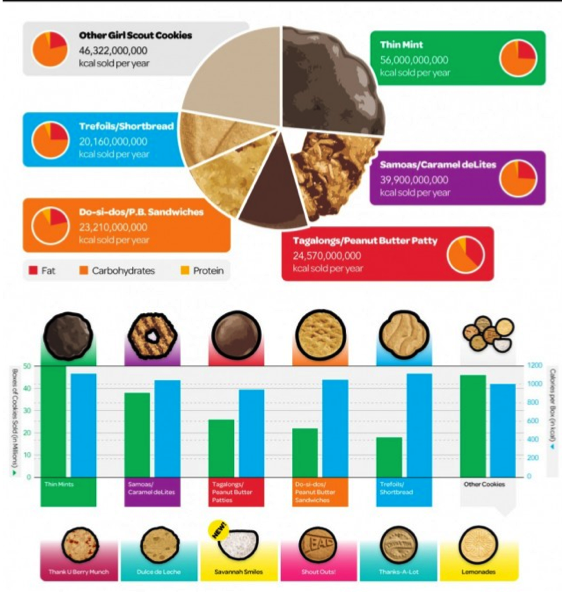 Other Girl Scout Cookies
46,322,000,000
kcal sold per year
Thin Mint
56,000,000,000
kcal sold per year
Trefoils/Shortbread
20,160,000,000
kcal sold per year
Samoas/Caramel deLites
39,900,000,000
kcal sold per year
Do-si-dos/P.B. Sandwiches
23,210,000,000
kcal sold per year
Tagalongs/Peanut Butter Patty
24,570,000,000
kcal sold per year
Fat
Carbohydrates
Protein
Boxes of Cookies Sold (in Millions)
50
40
30
20
10
0
1200
1000
800
600
400
200
0
Calories per Box (in kcal)
Thin Mints
Samoas/
Caramel deLites
Tagalongs/
Peanut Butter
Patties
Do-si-dos/
Peanut Butter
Sandwiches
Trefoils/
Shortbread
Other Cookies
NEW!
Thank U Berry Munch
Dulce de Leche
Savannah Smiles
Shout Outs!
Thanks-A-Lot
Lemonades